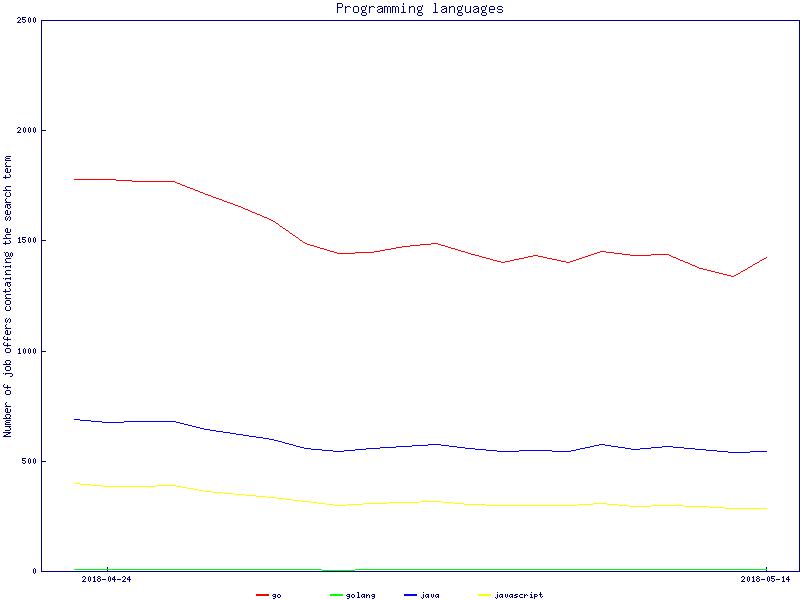 Programming languages
2500
2000
1500
1000
500
0
Number of job offers containing the search term
2018-04-24
2018-05-14
go
golang
java
javascript